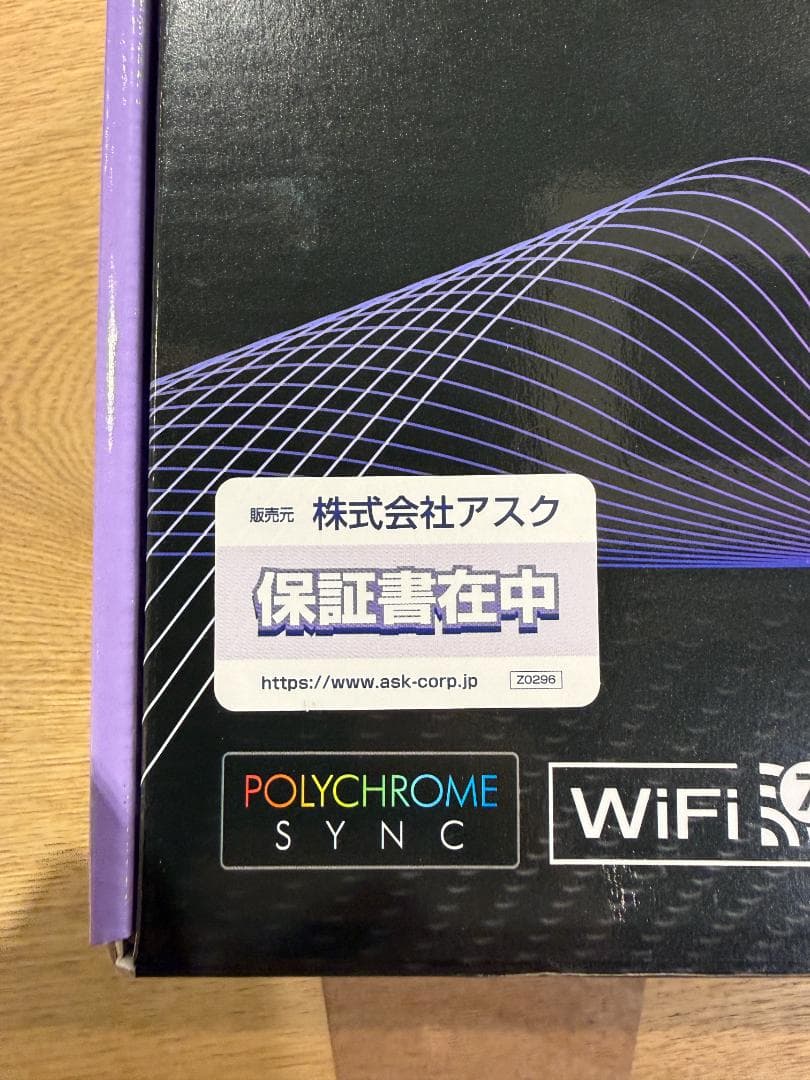 販売元 株式会社アスク
保証書在中
https://www.ask-corp.jp Z0296
POLYCHROME
SYNC
WiFi 7